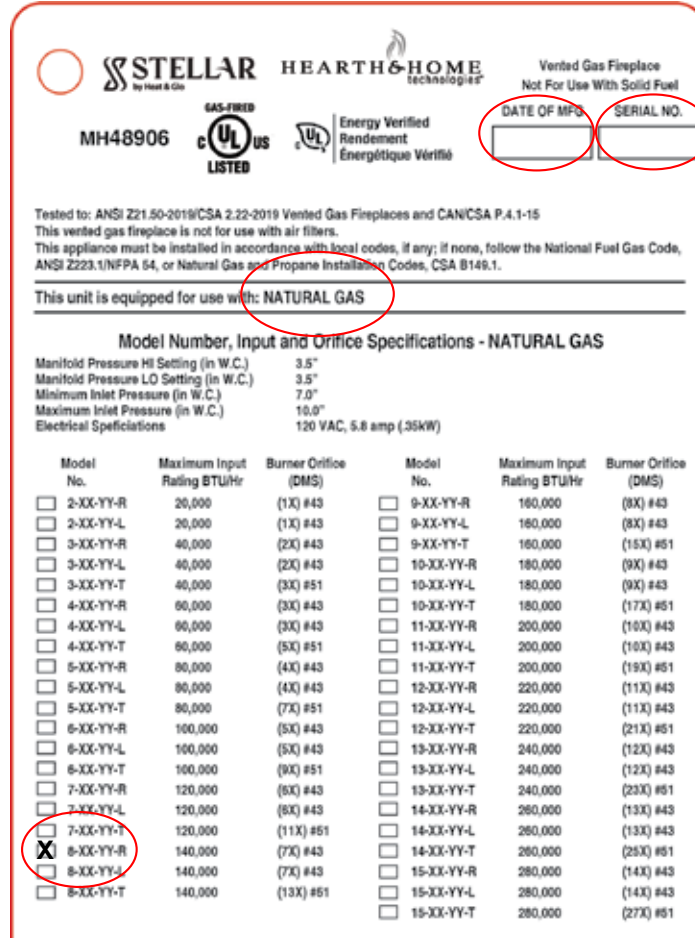 STELLAR
by Heat & Glo
HEARTH & HOME
technologies
Vented Gas Fireplace
Not For Use With Solid Fuel
MH48906
GAS-FIRED
c UL us
LISTED
c UL
Energy Verified
Rendement
Énergétique Vérifié
DATE OF MFG. SERIAL NO.
Tested to: ANSI Z21.50-2019/CSA 2.22-2019 Vented Gas Fireplaces and CAN/CSA P.4.1-15
This vented gas fireplace is not for use with air filters.
This appliance must be installed in accordance with local codes, if any; if none, follow the National Fuel Gas Code,
ANSI Z223.1/NFPA 54, or Natural Gas and Propane Installation Codes, CSA B149.1.
This unit is equipped for use with: NATURAL GAS
Model Number, Input and Orifice Specifications - NATURAL GAS
Manifold Pressure HI Setting (in W.C.) 3.5"
Manifold Pressure LO Setting (in W.C.) 3.5"
Minimum Inlet Pressure (in W.C.) 7.0"
Maximum Inlet Pressure (in W.C.) 10.0"
Electrical Speficiations 120 VAC, 5.8 amp (.35kW)
Model Maximum Input Burner Orifice
No. Rating BTU/Hr (DMS)
2-XX-YY-R 20,000 (1X) #43
2-XX-YY-L 20,000 (1X) #43
3-XX-YY-R 40,000 (2X) #43
3-XX-YY-L 40,000 (2X) #43
3-XX-YY-T 40,000 (3X) #51
4-XX-YY-R 60,000 (3X) #43
4-XX-YY-L 60,000 (3X) #43
4-XX-YY-T 60,000 (5X) #51
5-XX-YY-R 80,000 (4X) #43
5-XX-YY-L 80,000 (4X) #43
5-XX-YY-T 80,000 (7X) #51
6-XX-YY-R 100,000 (5X) #43
6-XX-YY-L 100,000 (5X) #43
6-XX-YY-T 100,000 (9X) #51
7-XX-YY-R 120,000 (6X) #43
7-XX-YY-L 120,000 (6X) #43
7-XX-YY-T 120,000 (11X) #51
X 8-XX-YY-R 140,000 (7X) #43
8-XX-YY-L 140,000 (7X) #43
8-XX-YY-T 140,000 (13X) #51
Model Maximum Input Burner Orifice
No. Rating BTU/Hr (DMS)
9-XX-YY-R 160,000 (8X) #43
9-XX-YY-L 160,000 (8X) #43
9-XX-YY-T 160,000 (15X) #51
10-XX-YY-R 180,000 (9X) #43
10-XX-YY-L 180,000 (9X) #43
10-XX-YY-T 180,000 (17X) #51
11-XX-YY-R 200,000 (10X) #43
11-XX-YY-L 200,000 (10X) #43
11-XX-YY-T 200,000 (19X) #51
12-XX-YY-R 220,000 (11X) #43
12-XX-YY-L 220,000 (11X) #43
12-XX-YY-T 220,000 (21X) #51
13-XX-YY-R 240,000 (12X) #43
13-XX-YY-L 240,000 (12X) #43
13-XX-YY-T 240,000 (23X) #51
14-XX-YY-R 260,000 (13X) #43
14-XX-YY-L 260,000 (13X) #43
14-XX-YY-T 260,000 (25X) #51
15-XX-YY-R 280,000 (14X) #43
15-XX-YY-L 280,000 (14X) #43
15-XX-YY-T 280,000 (27X) #51